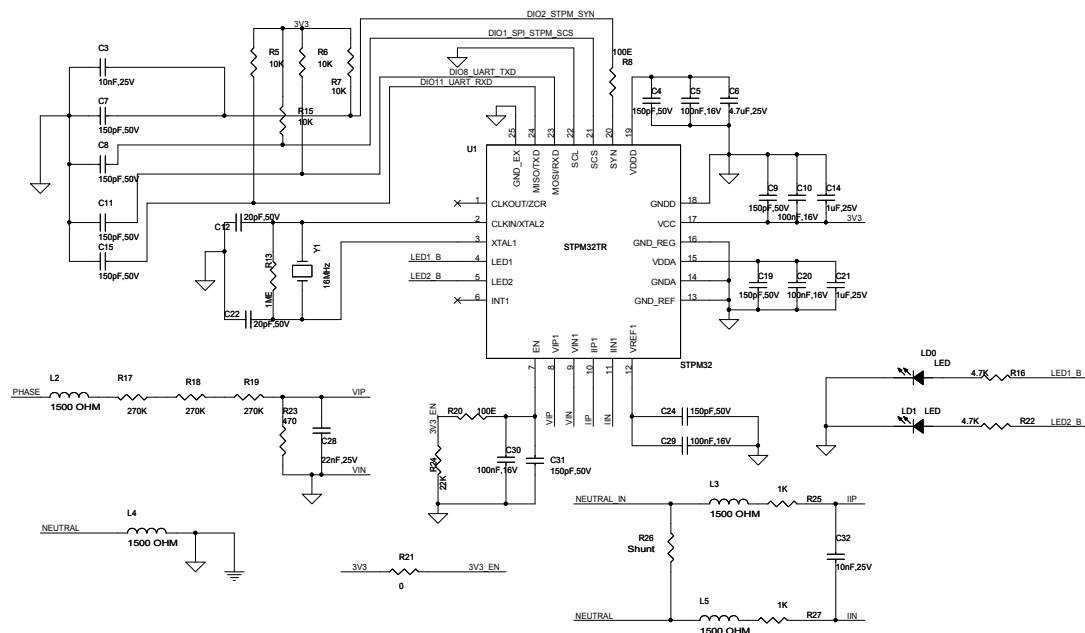 DIO2_STPM_SYN
3V3
DIO1_SPI_STPM_SCS
DIO8_UART_TXD
DIO11_UART_RXD
C3
10nF,25V
C7
150pF,50V
C8
150pF,50V
C11
150pF,50V
C15
150pF,50V
R5
10K
R6
10K
R7
10K
R15
10K
100E
R8
C4
150pF,50V
C5
100nF,16V
C6
4.7uF,25V
U1
25
24
23
22
21
20
19
GND_EX
MISO/TXD
MOSI/RXD
SCL
SCS
SYN
VDDD
1
CLKOUT/ZCR
2
CLKIN/XTAL2
3
XTAL1
LED1_B
4
LED1
LED2_B
5
LED2
6
INT1
STPM32TR
GNDD
18
VCC
17
3V3
GND_REG
16
VDDA
15
GNDA
14
GND_REF
13
C9
150pF,50V
C10
100nF,16V
C14
1uF,25V
C19
150pF,50V
C20
100nF,16V
C21
1uF,25V
C12
20pF,50V
R13
1ME
Y1
16MHz
C22
20pF,50V
EN
VIP1
VIN1
IIP1
IIN1
VREF1
STPM32
7
8
9
10
11
12
VIP
VIN
IIP
IIN
PHASE
L2
1500 OHM
R17
270K
R18
270K
R19
270K
VIP
R23
470
C28
22nF,25V
VIN
3V3_EN
R20
100E
R24
22K
C30
100nF,16V
C31
150pF,50V
C24
150pF,50V
C29
100nF,16V
LD0
LED
4.7K
R16
LED1_B
LD1
LED
4.7K
R22
LED2_B
NEUTRAL
L4
1500 OHM
3V3
R21
0
3V3_EN
NEUTRAL_IN
L3
1500 OHM
1K
R25
IIP
R26
Shunt
C32
10nF,25V
NEUTRAL
L5
1500 OHM
1K
R27
IIN